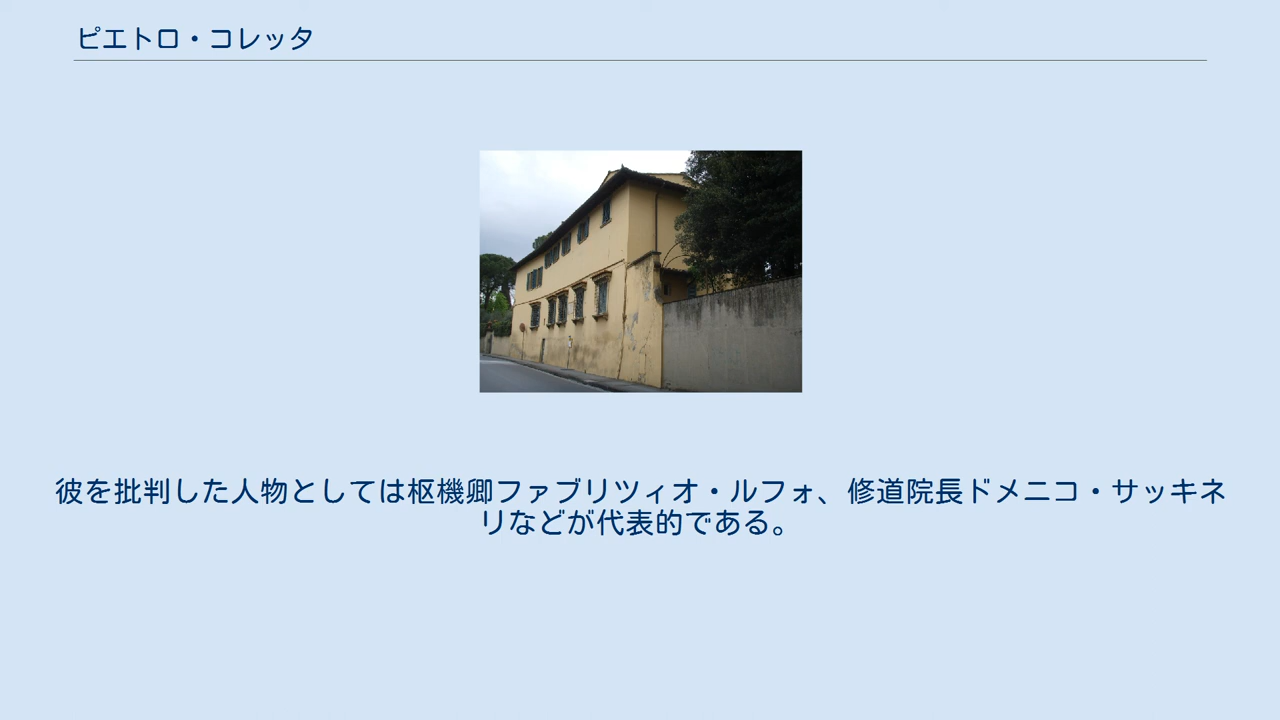 ピエトロ・コレッタ
彼を批判した人物としては枢機卿ファブリツィオ・ルフォ、修道院長ドメニコ・サッキネ
リなどが代表的である。